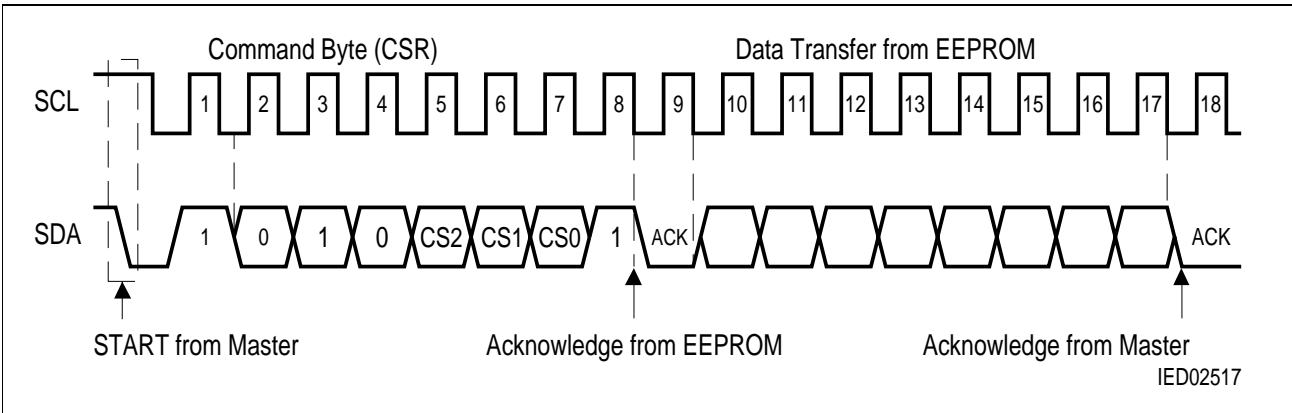 Command Byte (CSR) Data Transfer from EEPROM
SCL 1 2 3 4 5 6 7 8 9 10 11 12 13 14 15 16 17 18
SDA 1 0 1 0 CS2 CS1 CS0 1 ACK ACK
START from Master Acknowledge from EEPROM Acknowledge from Master
IED02517